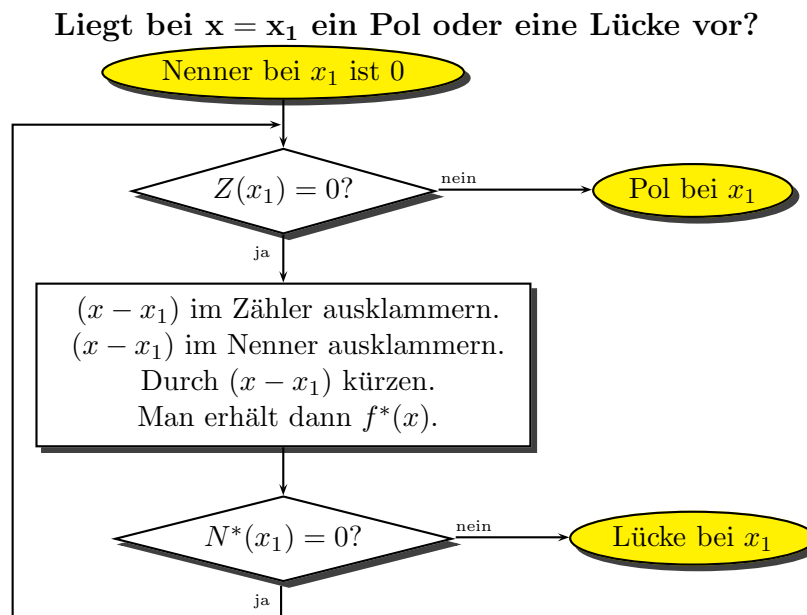 Liegt bei x = x₁ ein Pol oder eine Lücke vor?
Nenner bei x₁ ist 0
Z(x₁) = 0?
nein
Pol bei x₁
ja
(x − x₁) im Zähler ausklammern.
(x − x₁) im Nenner ausklammern.
Durch (x − x₁) kürzen.
Man erhält dann f*(x).
N*(x₁) = 0?
nein
Lücke bei x₁
ja